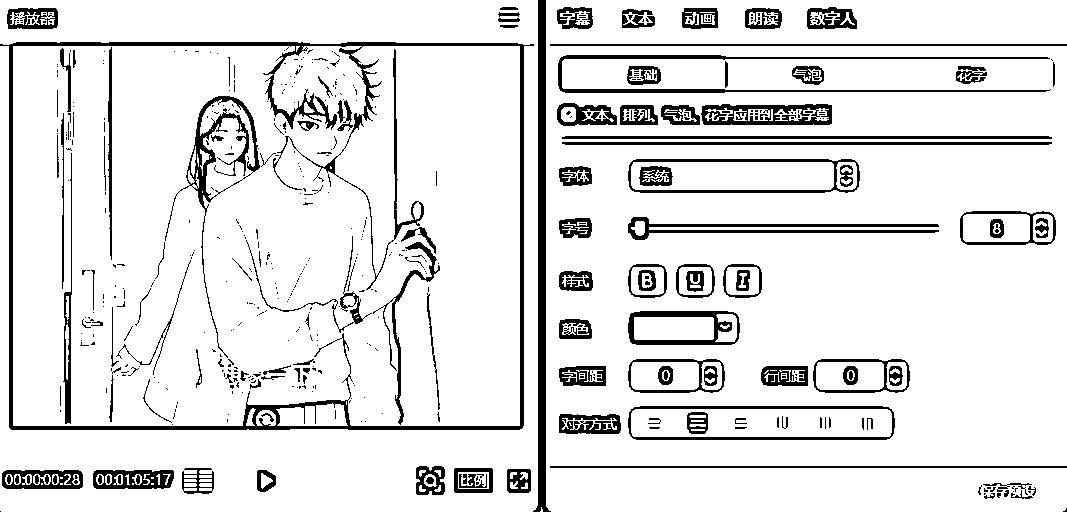 播放器
00:00:00:28 00:01:05:17
比例
字幕 文本 动画 朗读 数字人
基础 气泡 花字
文本、排列、气泡、花字应用到全部字幕
字体 系统
字号 8
样式 B U I
颜色
字间距 0 行间距 0
对齐方式
保存预设